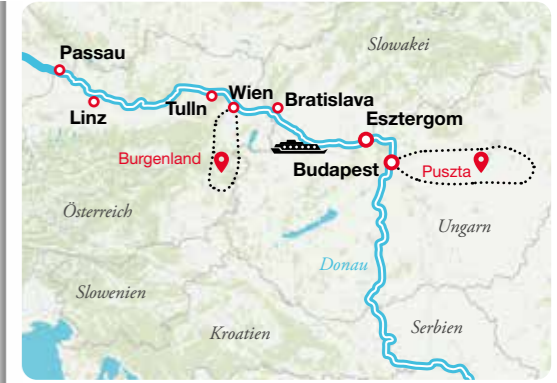 Slowakei
Passau
Linz
Tulln
Wien
Bratislava
Esztergom
Burgenland
Budapest
Puszta
Österreich
Ungarn
Donau
Slowenien
Kroatien
Serbien